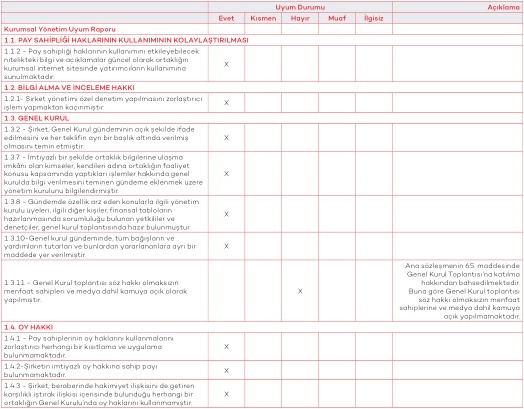 Uyum Durumu Açıklama
Evet Kısmen Hayır Muaf İlgisiz
Kurumsal Yönetim Uyum Raporu
1.1. PAY SAHİPLİĞİ HAKLARININ KULLANIMININ KOLAYLAŞTIRILMASI
1.1.2 - Pay sahipliği haklarının kullanımını etkileyebilecek
nitelikteki bilgi ve açıklamalar güncel olarak ortaklığın
kurumsal internet sitesinde yatırımcıların kullanımına
sunulmaktadır.
X
1.2. BİLGİ ALMA VE İNCELEME HAKKI
1.2.1- Şirket yönetimi özel denetim yapılmasını zorlaştırıcı
işlem yapmaktan kaçınmıştır.
X
1.3. GENEL KURUL
1.3.2 - Şirket, Genel Kurul gündeminin açık şekilde ifade
edilmesini ve her teklifin ayrı bir başlık altında verilmiş
olmasını temin etmiştir.
X
1.3.7 - İmtiyazlı bir şekilde ortaklık bilgilerine ulaşma
imkânı olan kimseler, kendileri adına ortaklığın faaliyet
konusu kapsamında yaptıkları işlemler hakkında genel
kurulda bilgi verilmesini teminen gündeme eklenmek üzere
yönetim kurulunu bilgilendirmiştir.
X
1.3.8 - Gündemde özellik arz eden konularla ilgili yönetim
kurulu üyeleri, ilgili diğer kişiler, finansal tabloların
hazırlanmasında sorumluluğu bulunan yetkililer ve
denetçiler, genel kurul toplantısında hazır bulunmuştur.
X
1.3.10-Genel kurul gündeminde, tüm bağışların ve
yardımların tutarları ve bunlardan yararlananlara ayrı bir
maddede yer verilmiştir.
X
1.3.11 - Genel Kurul toplantısı söz hakkı olmaksızın
menfaat sahipleri ve medya dahil kamuya açık olarak
yapılmıştır.
X
Ana sözleşmenin 65. maddesinde
Genel Kurul Toplantısı'na katılma
hakkından bahsedilmektedir.
Buna göre Genel Kurul toplantısı
söz hakkı olmaksızın menfaat
sahiplerine ve medya dahil kamuya
açık yapılmamaktadır.
1.4. OY HAKKI
1.4.1 - Pay sahiplerinin oy haklarını kullanmalarını
zorlaştırıcı herhangi bir kısıtlama ve uygulama
bulunmamaktadır.
X
1.4.2-Şirketin imtiyazlı oy hakkına sahip payı
bulunmamaktadır.
X
1.4.3 - Şirket, beraberinde hakimiyet ilişkisini de getiren
karşılıklı iştirak ilişkisi içerisinde bulunduğu herhangi bir
ortaklığın Genel Kurulu'nda oy haklarını kullanmamıştır.
X